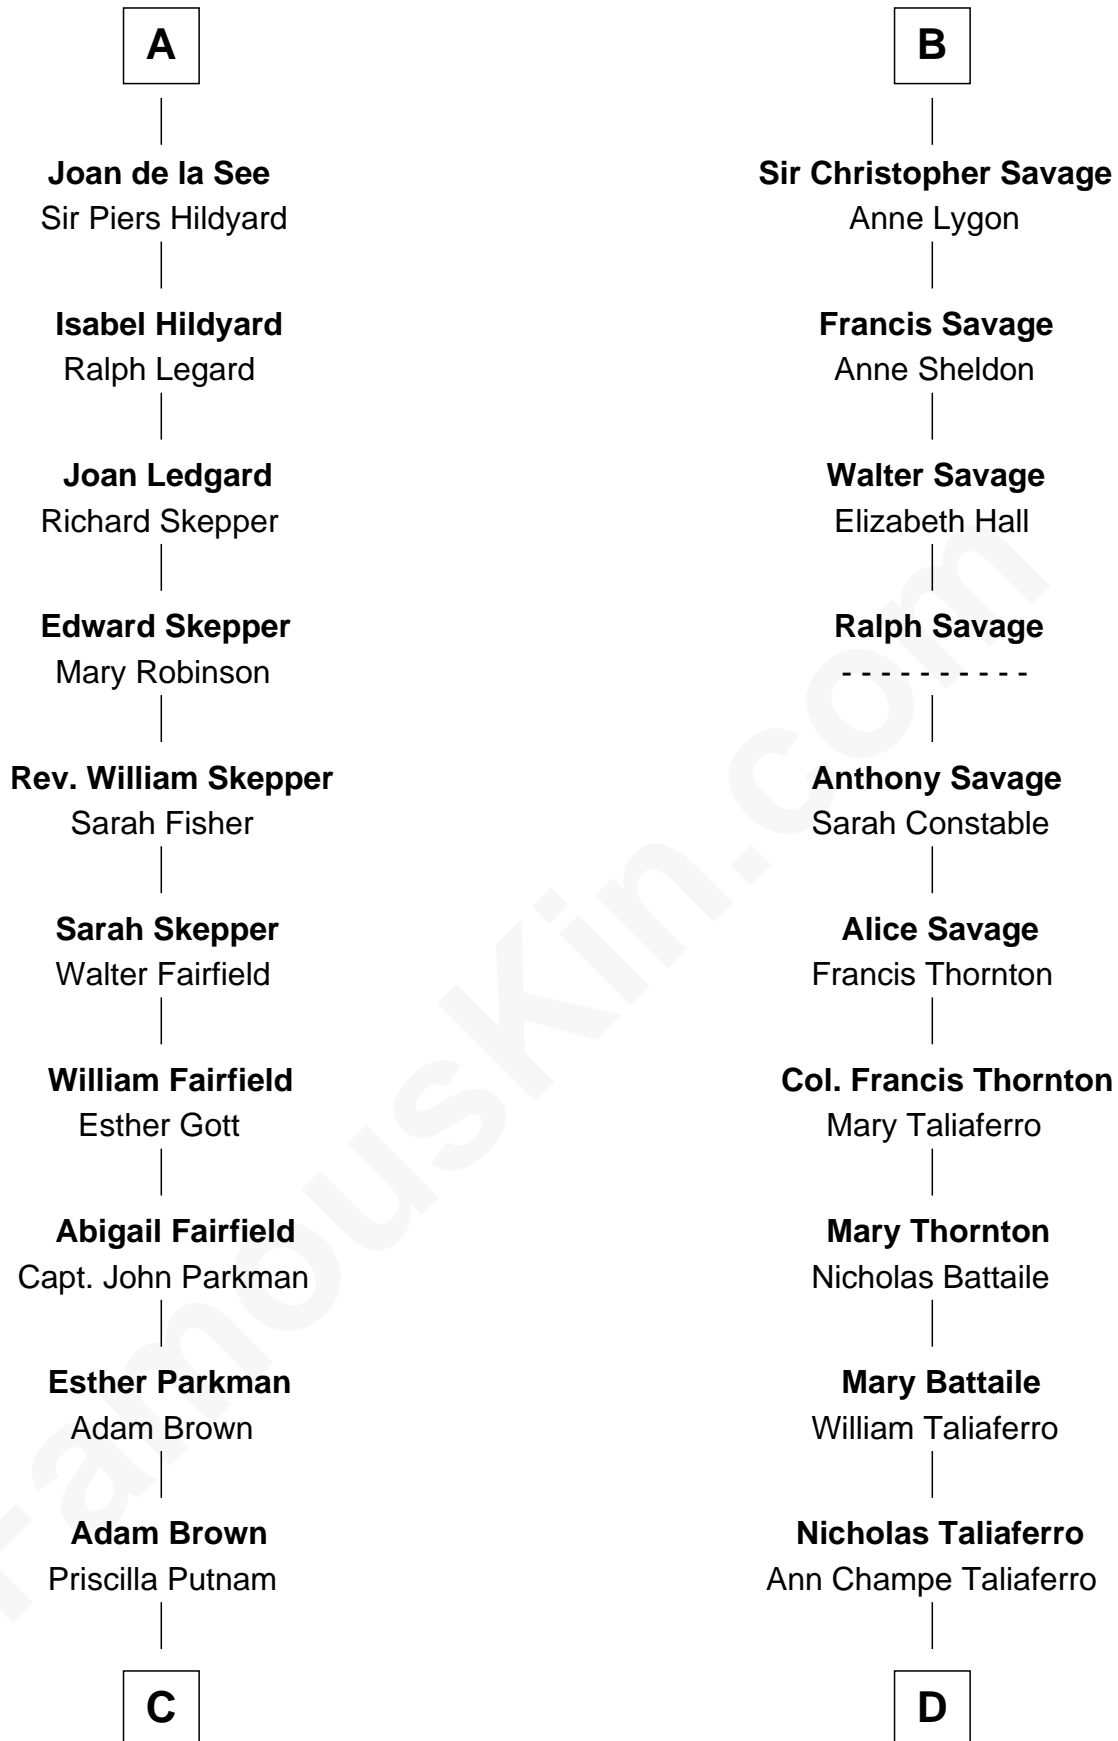 A
Joan de la See
Sir Piers Hildyard
Isabel Hildyard
Ralph Legard
Joan Ledgard
Richard Skepper
Edward Skepper
Mary Robinson
Rev. William Skepper
Sarah Fisher
Sarah Skepper
Walter Fairfield
William Fairfield
Esther Gott
Abigail Fairfield
Capt. John Parkman
Esther Parkman
Adam Brown
Adam Brown
Priscilla Putnam
C
B
Sir Christopher Savage
Anne Lygon
Francis Savage
Anne Sheldon
Walter Savage
Elizabeth Hall
Ralph Savage
- - - - - - - - - -
Anthony Savage
Sarah Constable
Alice Savage
Francis Thornton
Col. Francis Thornton
Mary Taliaferro
Mary Thornton
Nicholas Battaile
Mary Battaile
William Taliaferro
Nicholas Taliaferro
Ann Champe Taliaferro
D
FamousKin.com